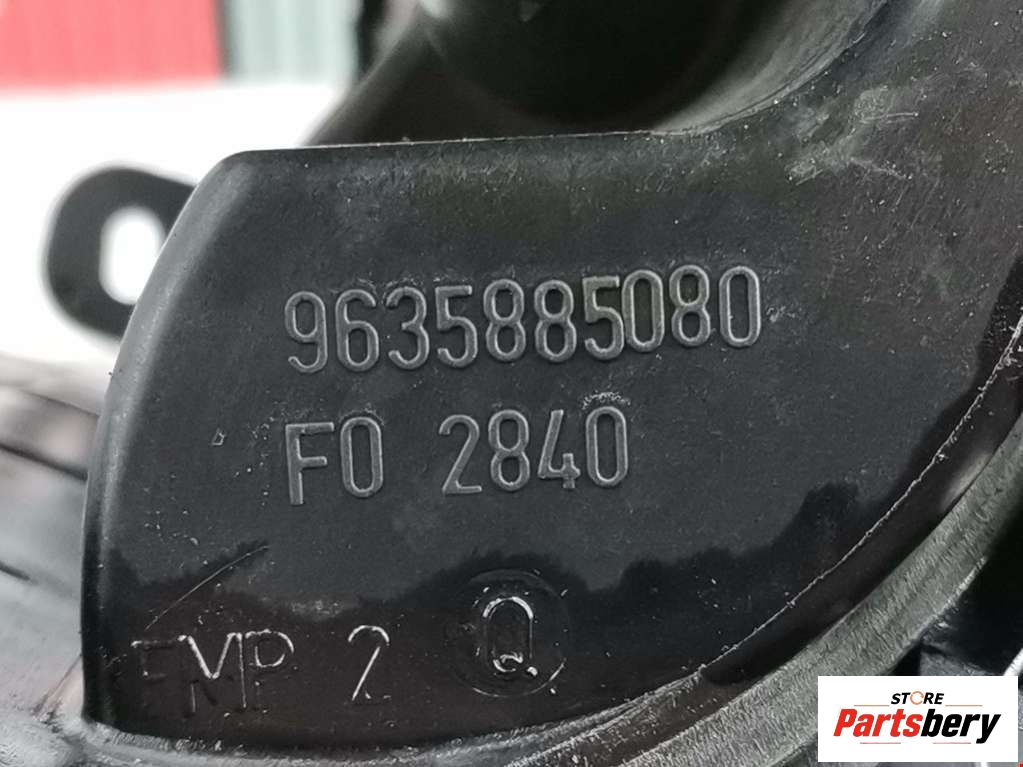 9635885080
F0 2840
EMP 2 Q
STORE
Partsbery